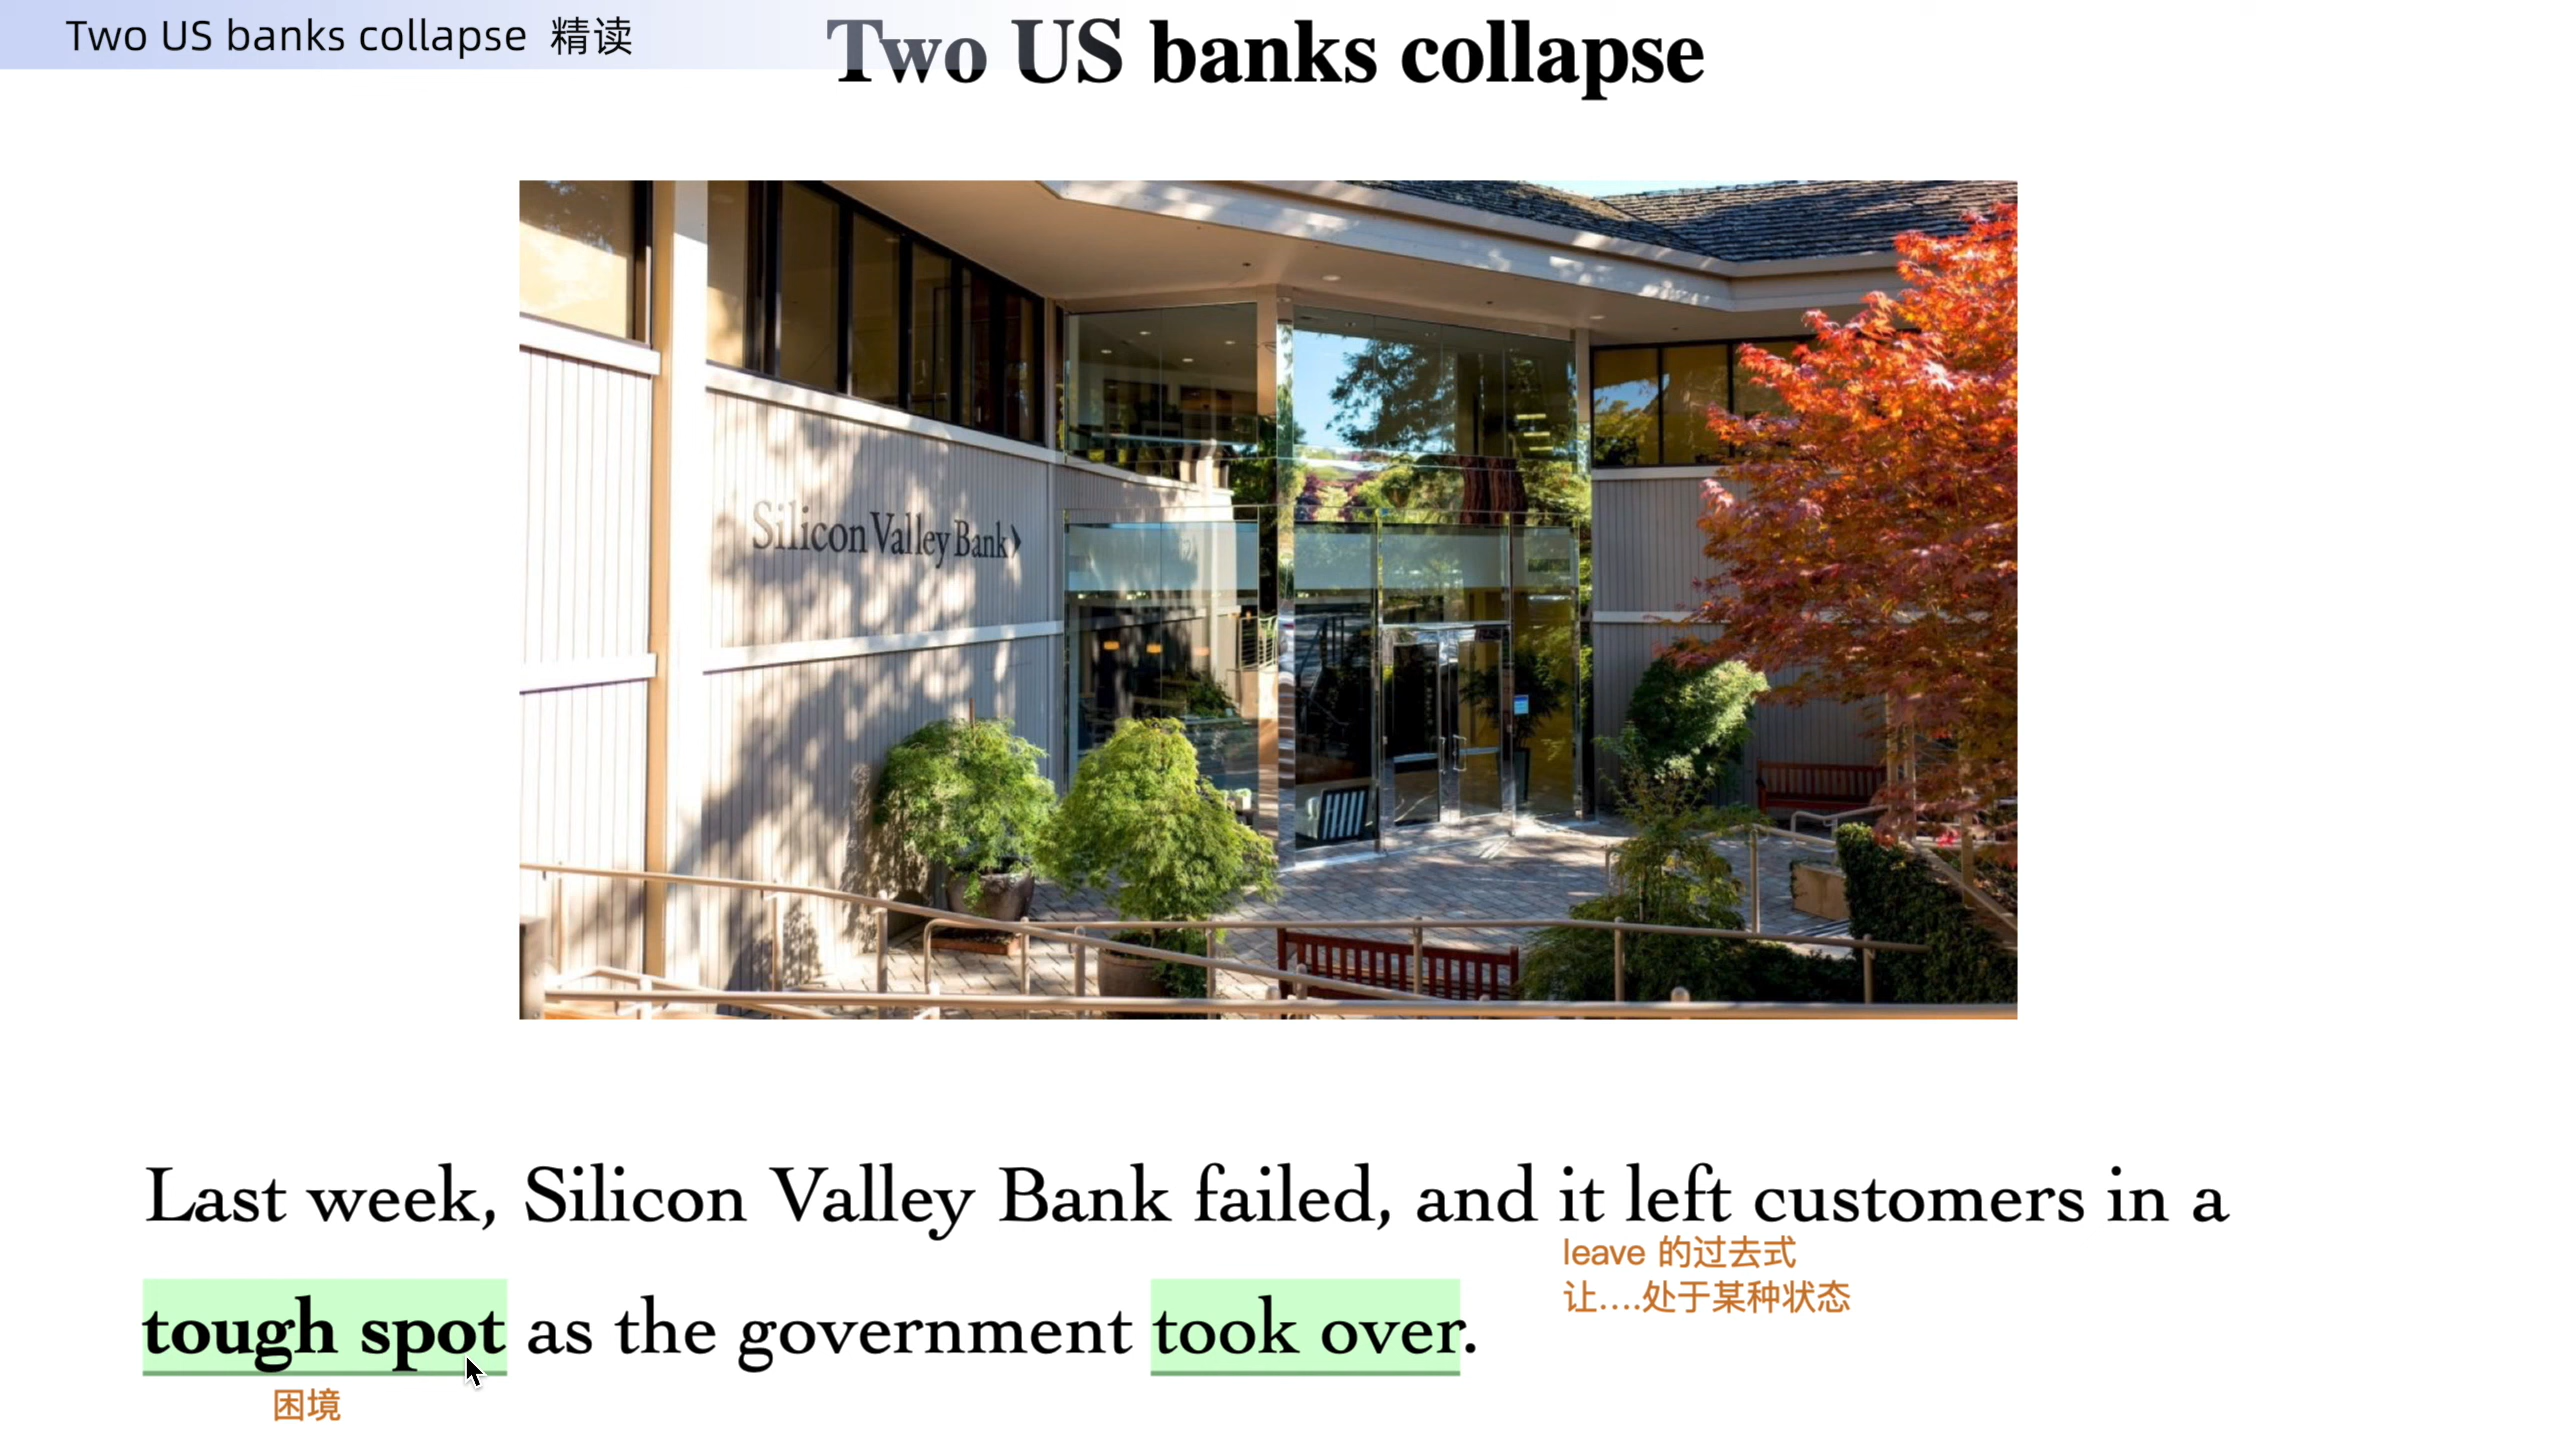 Two US banks collapse 精读
Two US banks collapse
Silicon Valley Bank
Last week, Silicon Valley Bank failed, and it left customers in a
leave 的过去式
让....处于某种状态
tough spot as the government took over.
困境